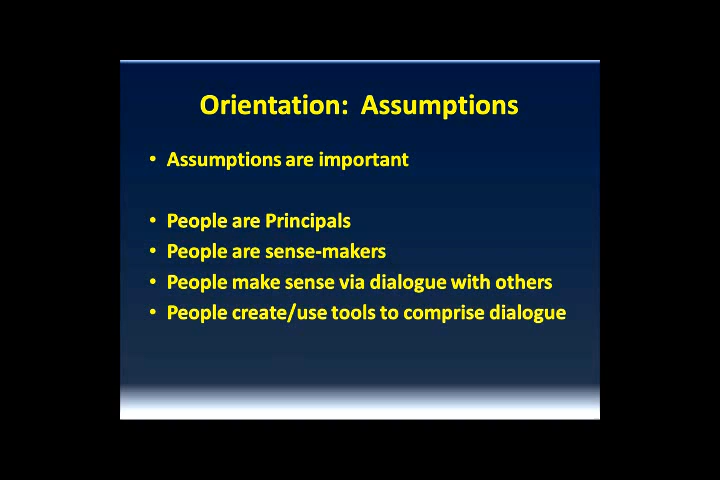 Orientation:  Assumptions
• Assumptions are important
• People are Principals
• People are sense-makers
• People make sense via dialogue with others
• People create/use tools to comprise dialogue